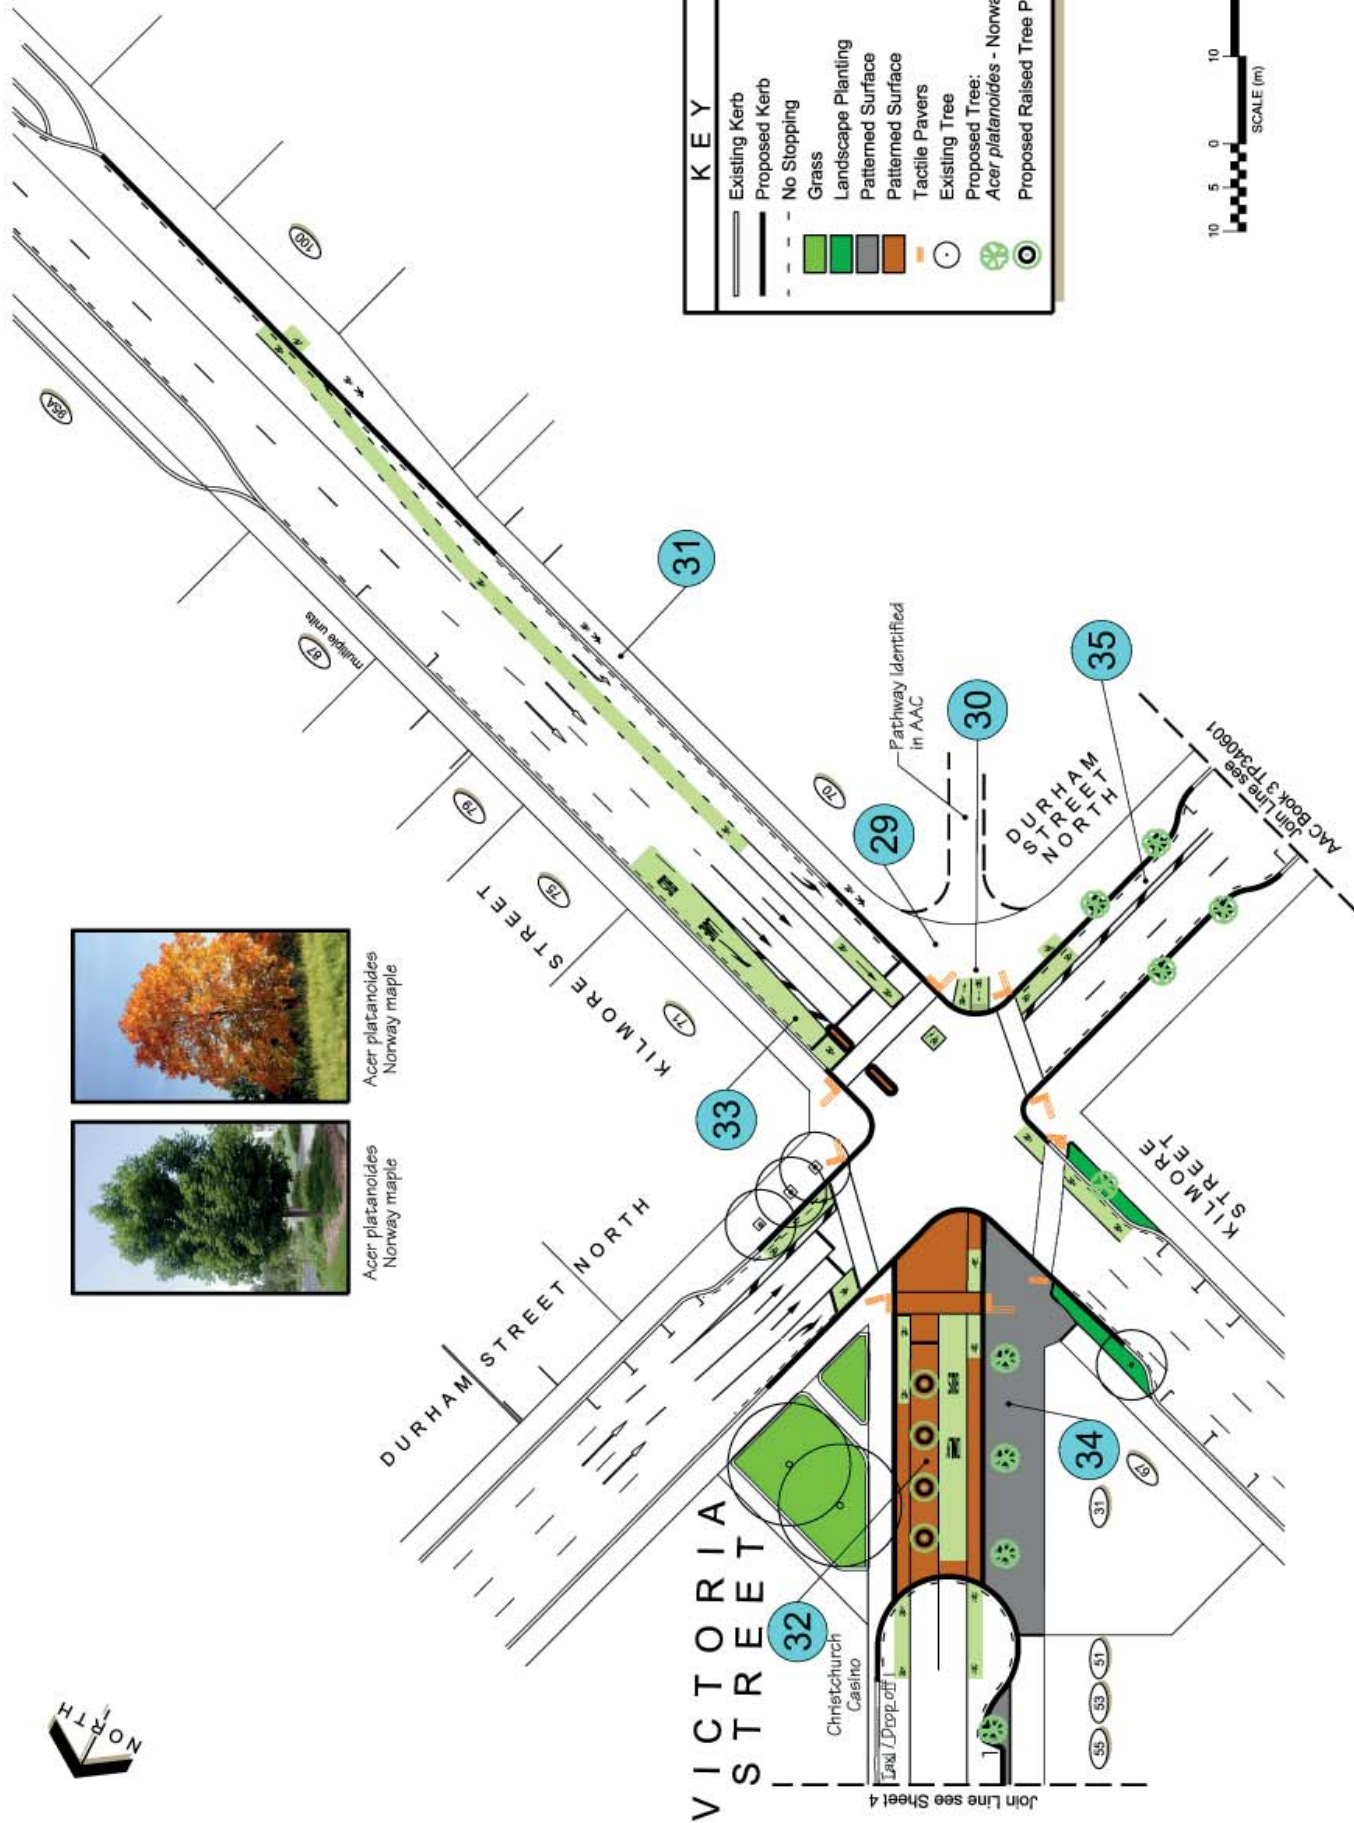 NORTH
Acer platanoides
Norway maple
Acer platanoides
Norway maple
VICTORIA
STREET
Christchurch
Casino
Taxi / Drop off
Join Line see Sheet 4
DURHAM STREET NORTH
KILMORE STREET
KILMORE
STREET
DURHAM
STREET
NORTH
Pathway Identified
in AAC
Join Line see
AAC Book 3 TP340601
multiple units
29
30
31
32
33
34
35
55
53
51
31
67
71
75
79
87
95A
100
70
KEY
Existing Kerb
Proposed Kerb
No Stopping
Grass
Landscape Planting
Patterned Surface
Patterned Surface
Tactile Pavers
Existing Tree
Proposed Tree:
Acer platanoides - Norwa
Proposed Raised Tree P
10 5 0 10
SCALE (m)